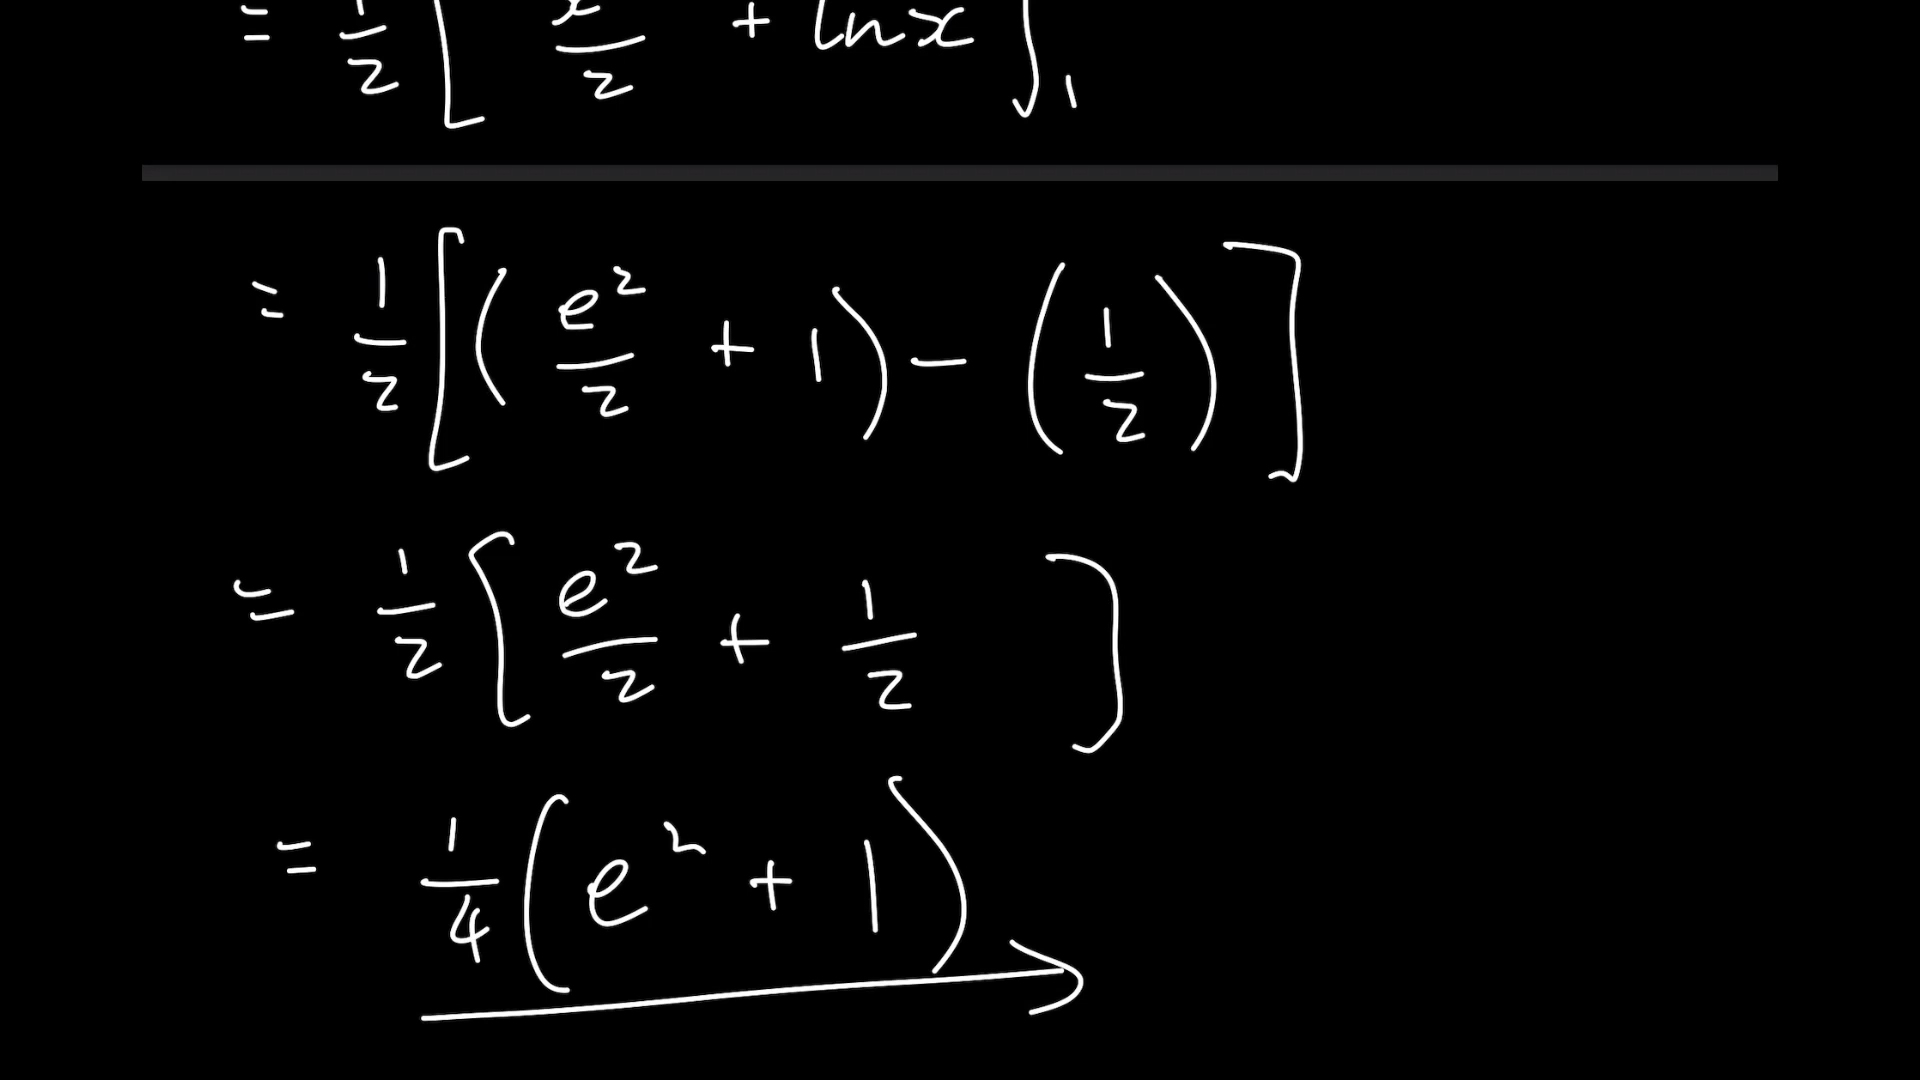 = 1/2 [ x/2 + ln x ]₁
= 1/2 [ ( e²/2 + 1 ) - ( 1/2 ) ]
= 1/2 [ e²/2 + 1/2 ]
= 1/4 ( e² + 1 )